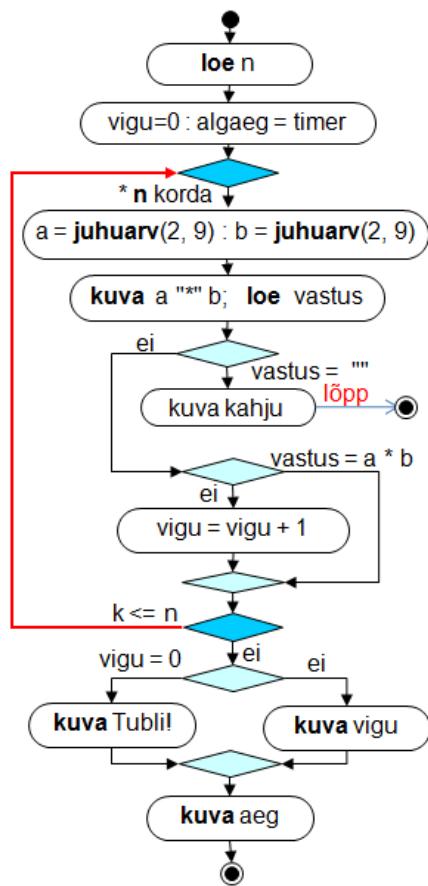 loe n
vigu=0 : algaeg = timer
* n korda
a = juhuarv(2, 9) : b = juhuarv(2, 9)
kuva a "*" b; loe vastus
ei
vastus = ""
kuva kahju
lõpp
vastus = a * b
ei
vigu = vigu + 1
k <= n
ei
vigu = 0
ei
kuva Tubli!
kuva vigu
kuva aeg